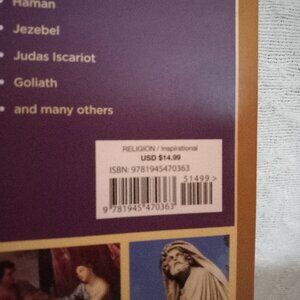 • Haman
• Jezebel
• Judas Iscariot
• Goliath
• and many others
RELIGION / Inspirational
USD $14.99
ISBN: 9781945470363
51499>
9 781945 470363